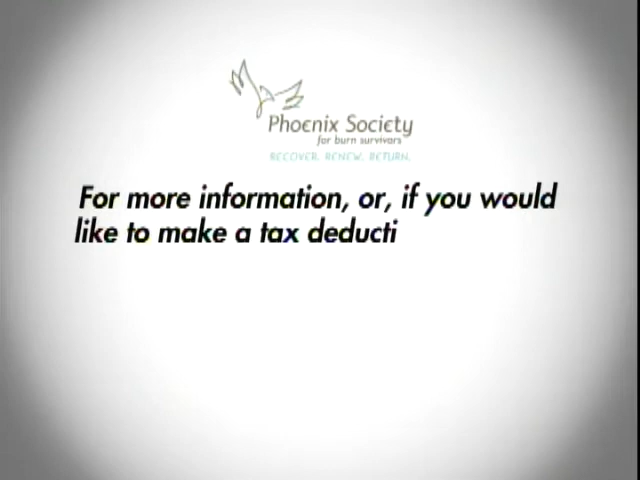 Phoenix Society
for burn survivors
RECOVER. RENEW. RETURN.
For more information, or, if you would
like to make a tax deducti